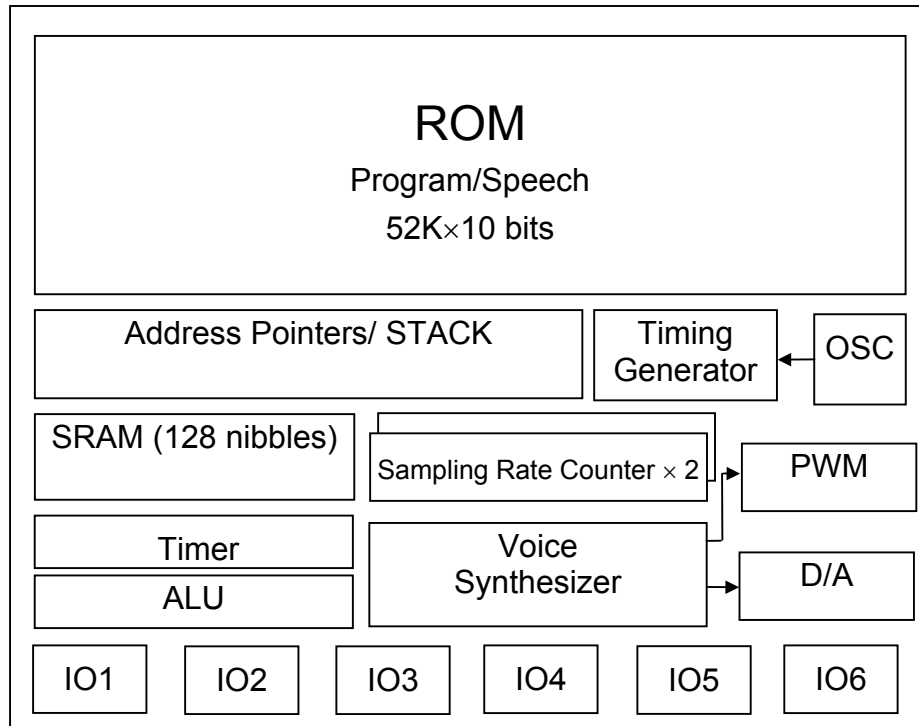 ROM
Program/Speech
52K×10 bits
Address Pointers/ STACK
Timing
Generator
OSC
SRAM (128 nibbles)
Sampling Rate Counter × 2
PWM
Timer
Voice
Synthesizer
D/A
ALU
IO1
IO2
IO3
IO4
IO5
IO6